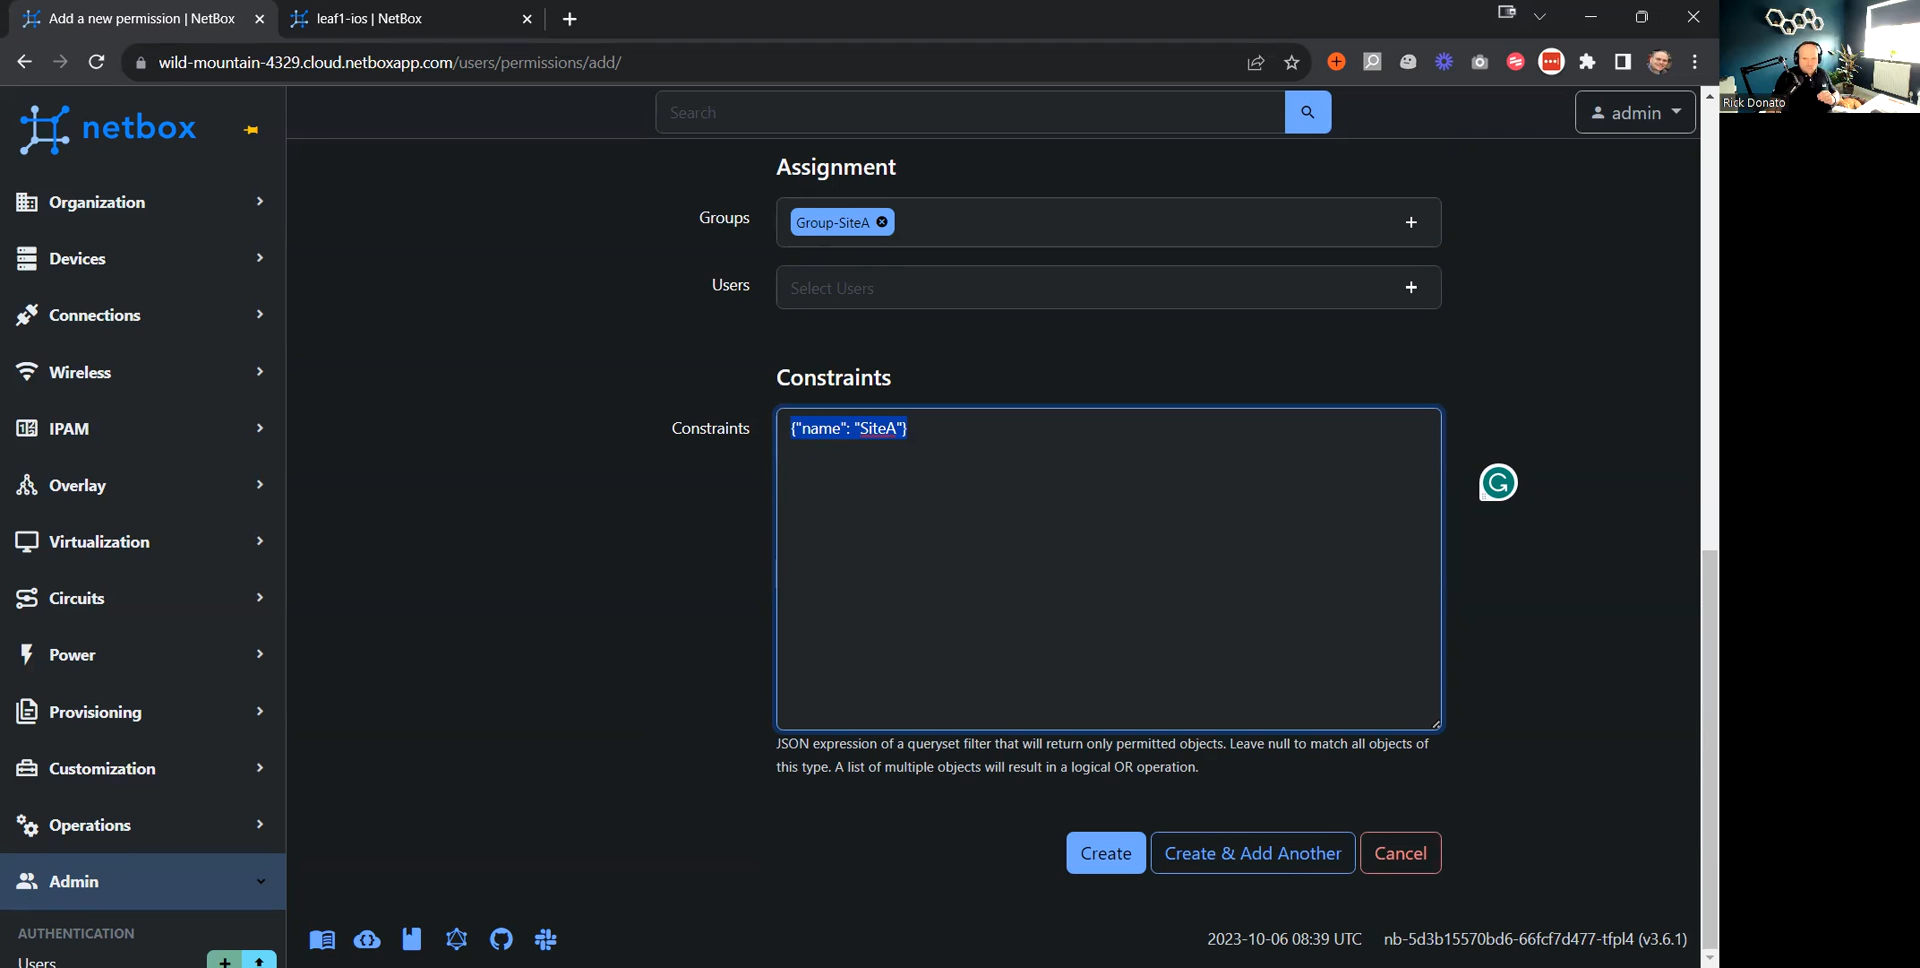 Add a new permission | NetBox
leaf1-ios | NetBox
wild-mountain-4329.cloud.netboxapp.com/users/permissions/add/
Rick Donato
netbox
Search
admin
Organization
Devices
Connections
Wireless
IPAM
Overlay
Virtualization
Circuits
Power
Provisioning
Customization
Operations
Admin
AUTHENTICATION
Users
Assignment
Groups
Group-SiteA
Users
Select Users
Constraints
Constraints
{"name": "SiteA"}
JSON expression of a queryset filter that will return only permitted objects. Leave null to match all objects of
this type. A list of multiple objects will result in a logical OR operation.
Create
Create & Add Another
Cancel
2023-10-06 08:39 UTC
nb-5d3b15570bd6-66fcf7d477-tfpl4 (v3.6.1)